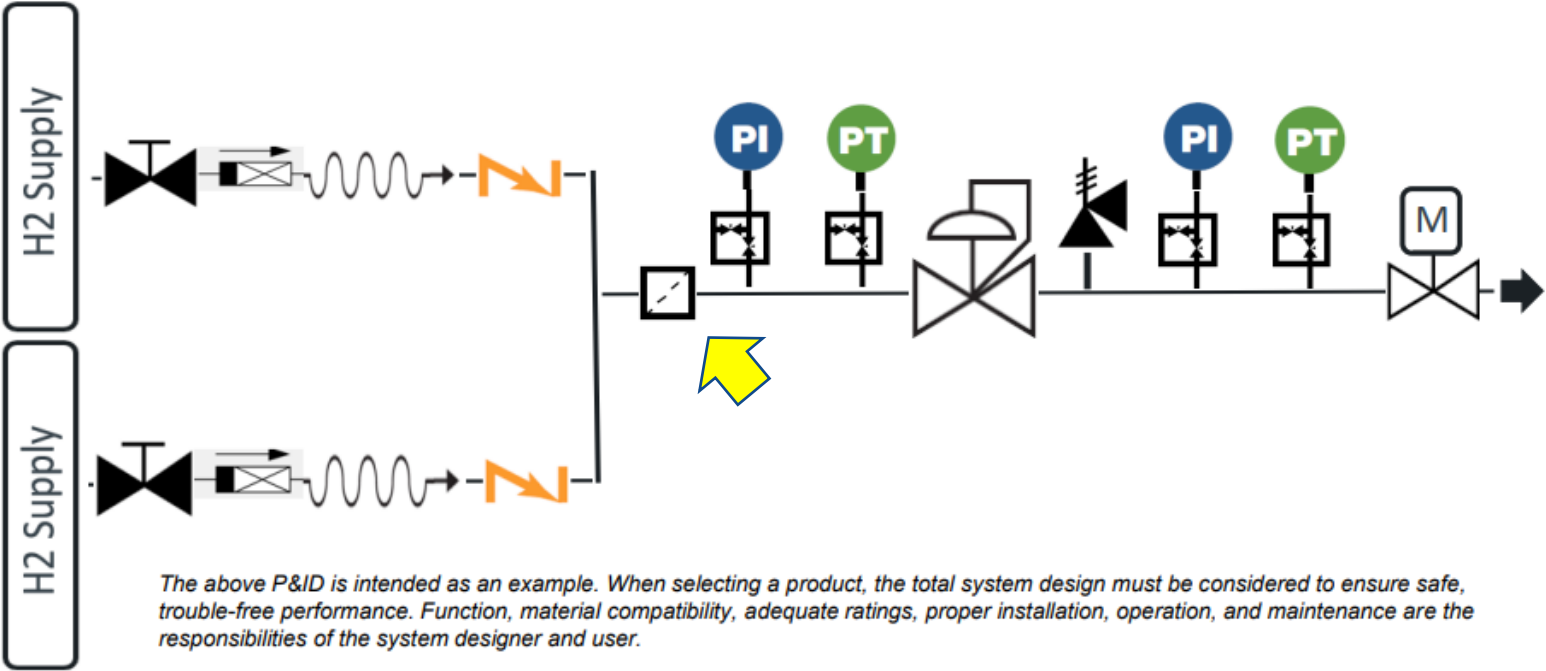 H2 Supply
PI
PT
PI
PT
M
H2 Supply
The above P&ID is intended as an example. When selecting a product, the total system design must be considered to ensure safe,
trouble-free performance. Function, material compatibility, adequate ratings, proper installation, operation, and maintenance are the
responsibilities of the system designer and user.